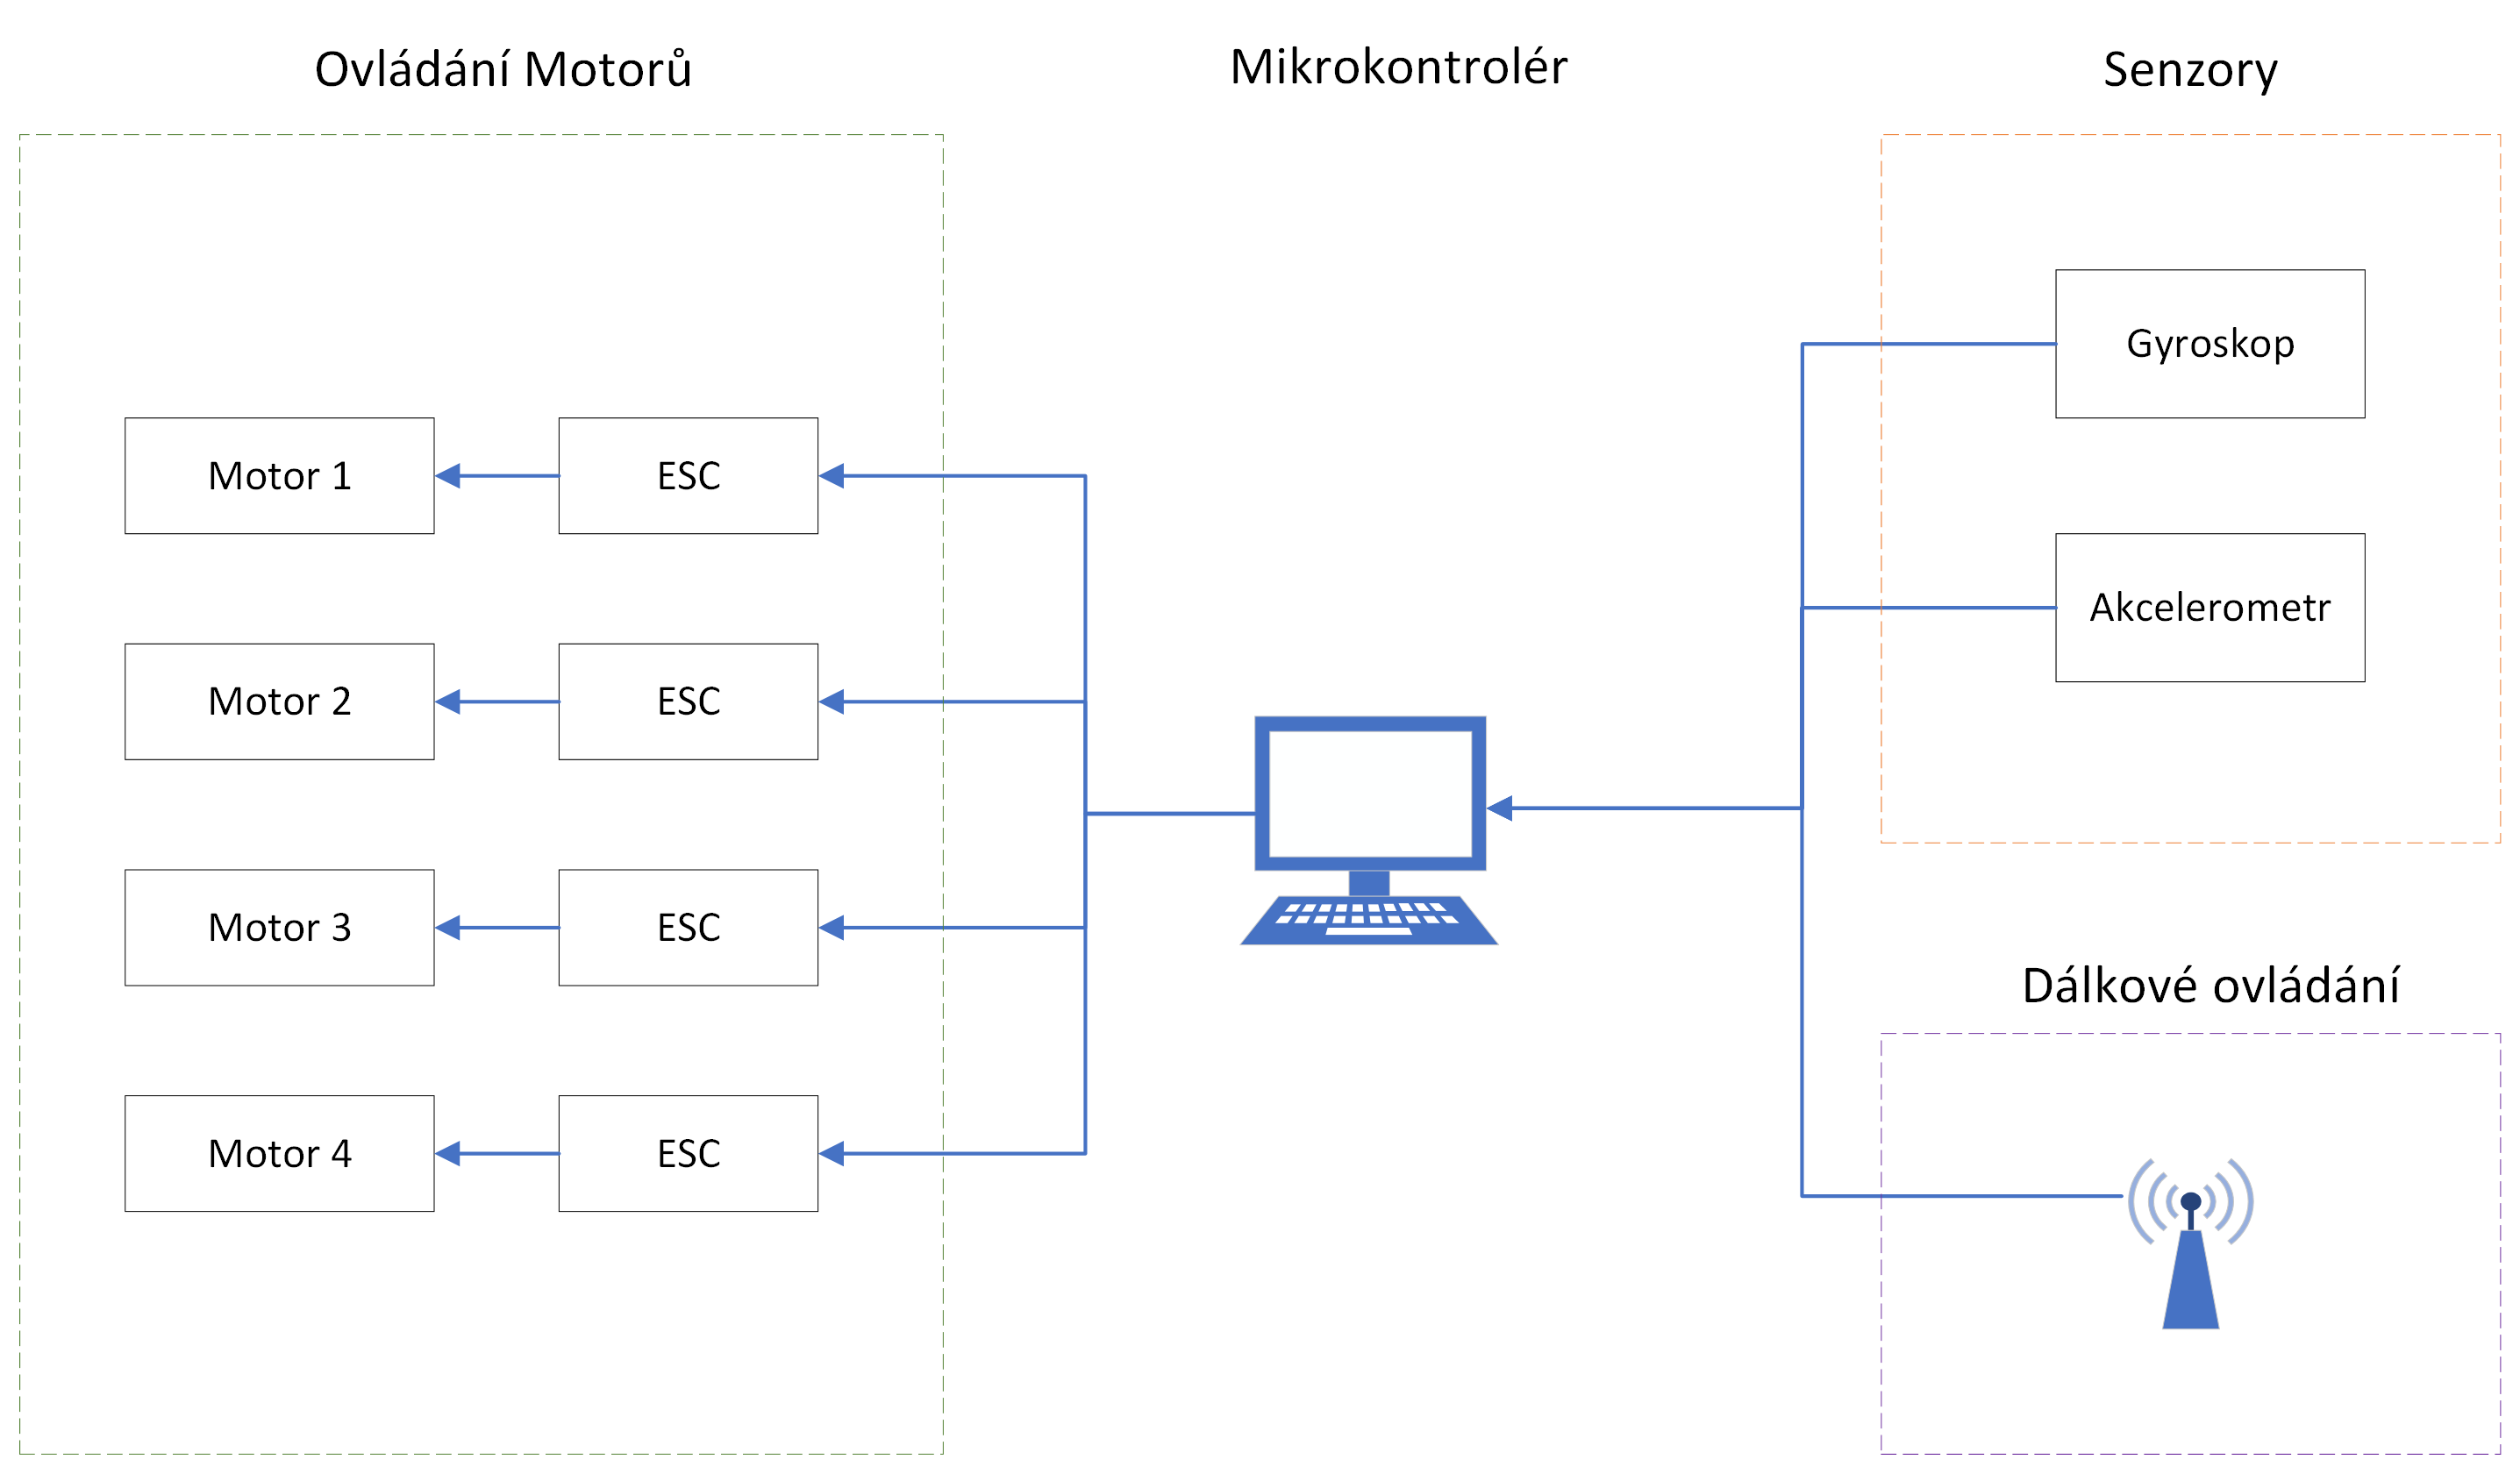 Ovládání Motorů
Mikrokontrolér
Senzory
Gyroskop
Motor 1
ESC
Akcelerometr
Motor 2
ESC
Motor 3
ESC
Dálkové ovládání
Motor 4
ESC